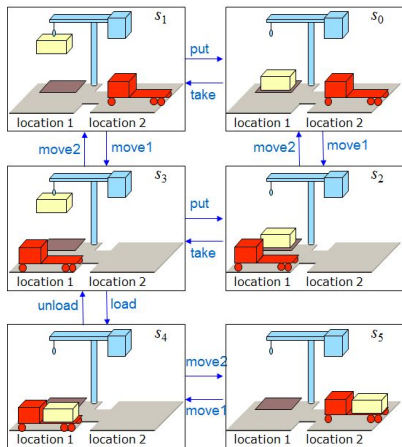 s1 s0
put
take
location 1 location 2 location 1 location 2
move2 move1 move2 move1
s3 s2
put
take
location 1 location 2 location 1 location 2
unload load
s4 s5
move2
move1
location 1 location 2 location 1 location 2